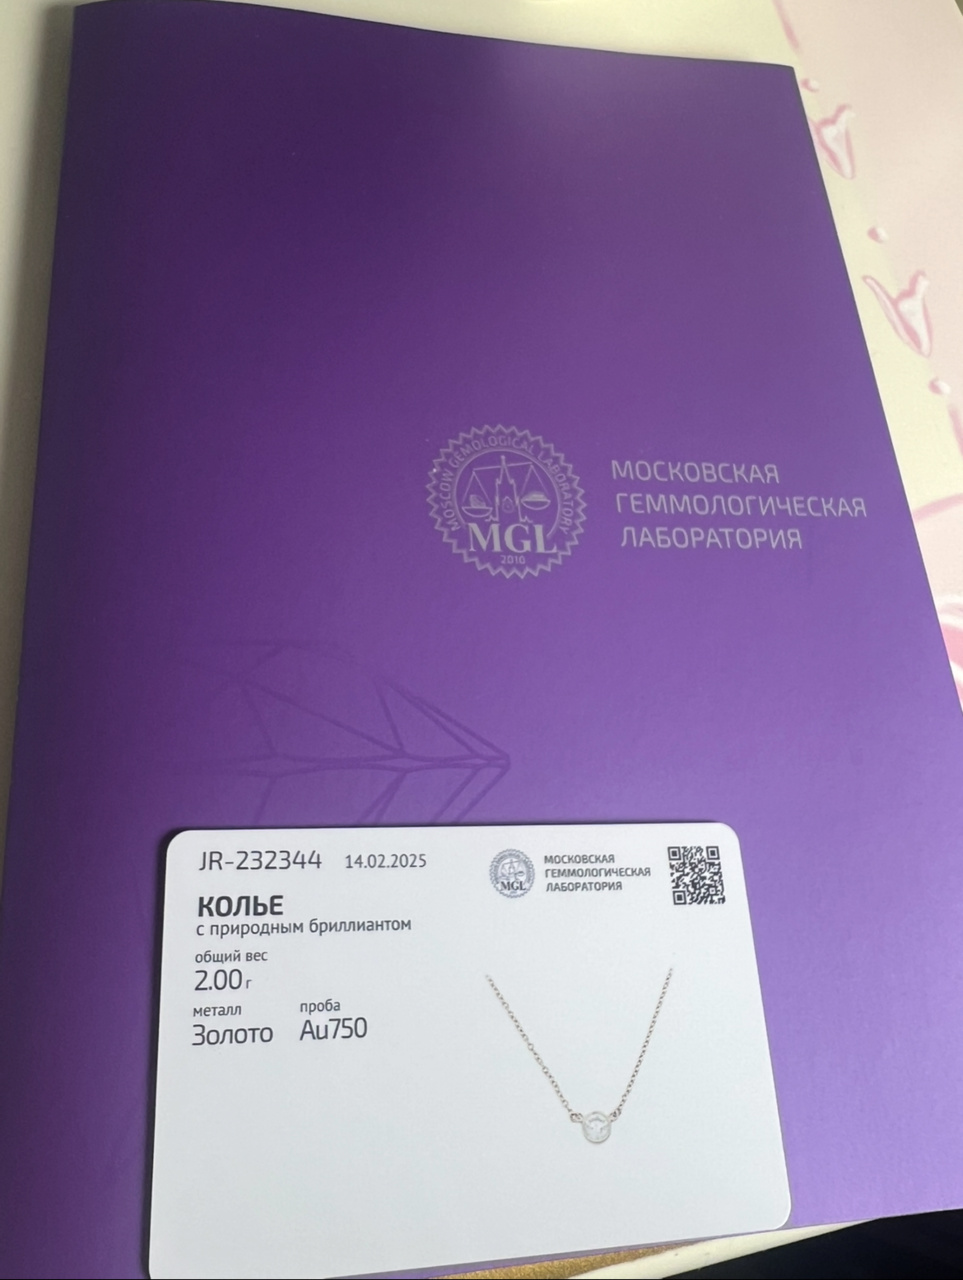 MOSCOW GEMOLOGICAL LABORATORY
MGL
2010
МОСКОВСКАЯ
ГЕММОЛОГИЧЕСКАЯ
ЛАБОРАТОРИЯ
JR-232344 14.02.2025
MGL
МОСКОВСКАЯ
ГЕММОЛОГИЧЕСКАЯ
ЛАБОРАТОРИЯ
КОЛЬЕ
с природным бриллиантом
общий вес
2.00 г
металл проба
Золото Au750